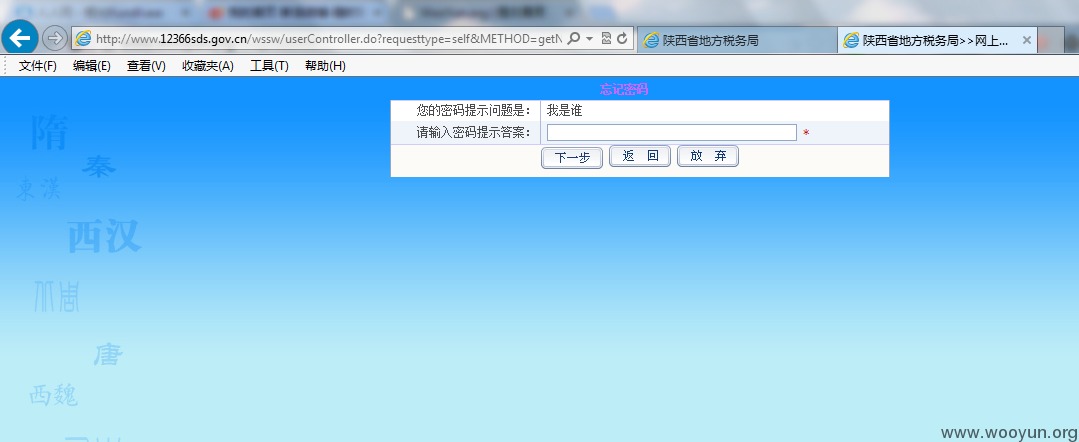 http://www.12366sds.gov.cn/wssw/userController.do?requesttype=self&METHOD=getN
陕西省地方税务局
陕西省地方税务局>>网上...
文件(F) 编辑(E) 查看(V) 收藏夹(A) 工具(T) 帮助(H)
忘记密码
您的密码提示问题是： 我是谁
请输入密码提示答案： *
下一步 返 回 放 弃
隋
秦
東漢
西汉
唐
西魏
www.wooyun.org